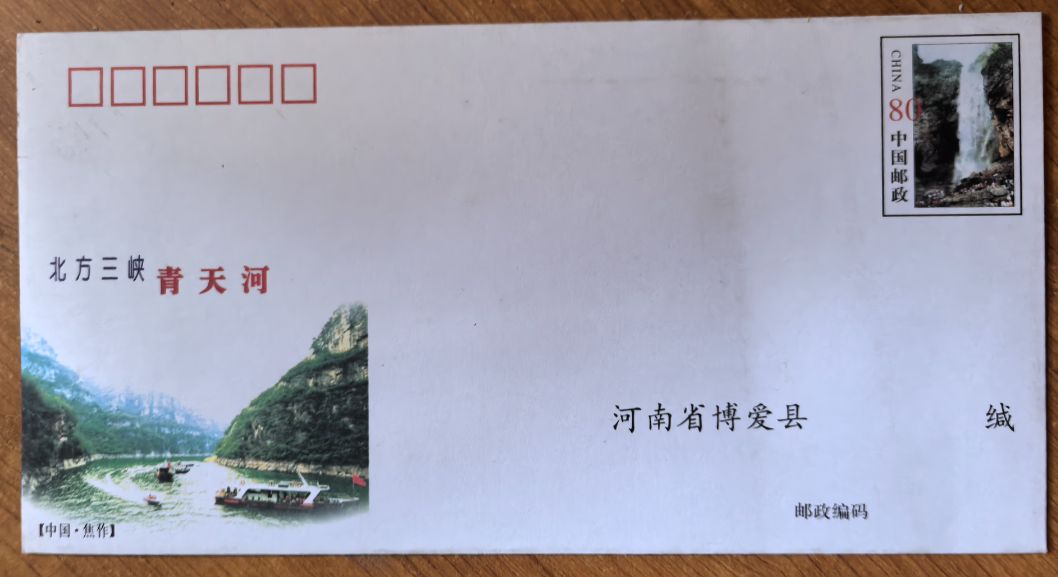 CHINA
80
中国邮政
北方三峡 青天河
河南省博爱县 缄
邮政编码
【中国·焦作】